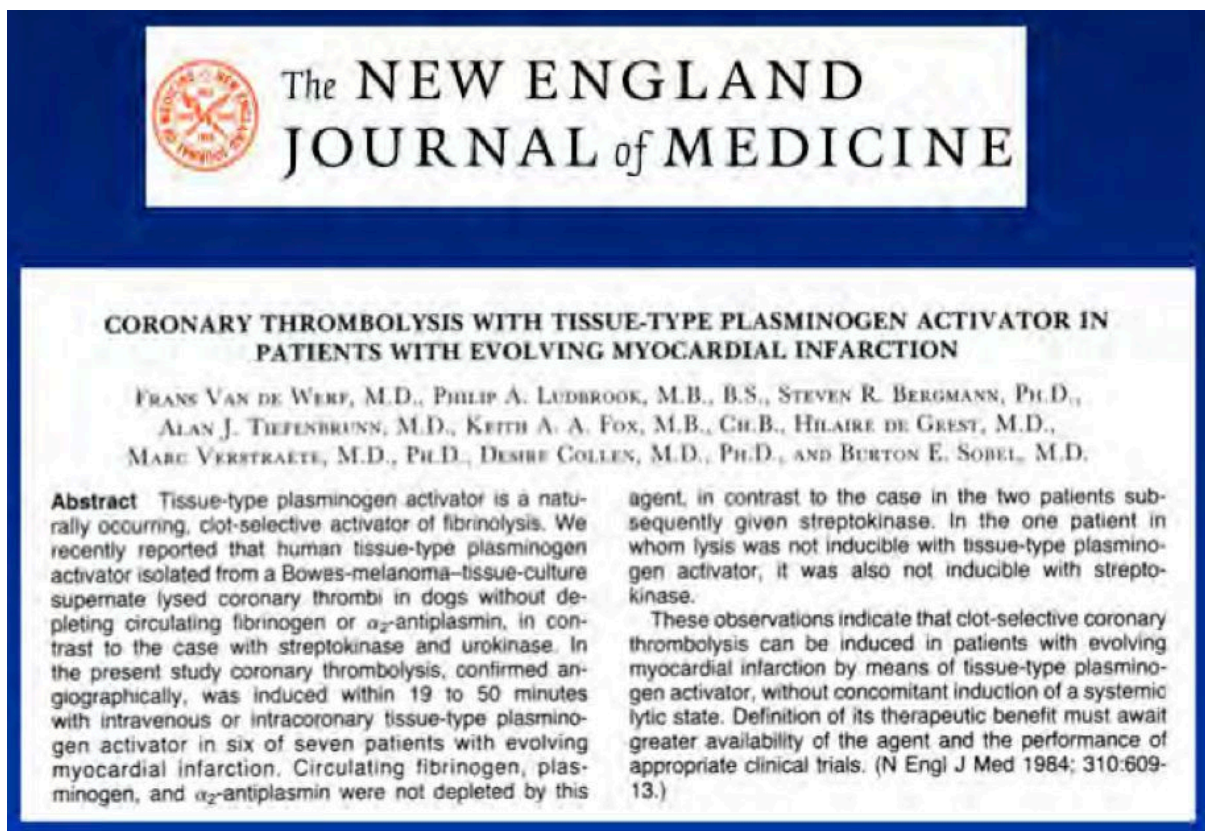 The NEW ENGLAND
JOURNAL of MEDICINE
CORONARY THROMBOLYSIS WITH TISSUE-TYPE PLASMINOGEN ACTIVATOR IN
PATIENTS WITH EVOLVING MYOCARDIAL INFARCTION
FRANS VAN DE WERF, M.D., PHILIP A. LUDBROOK, M.B., B.S., STEVEN R. BERGMANN, PH.D.,
ALAN J. TIEFENBRUNN, M.D., KEITH A. A. FOX, M.B., CH.B., HILAIRE DE GEEST, M.D.,
MARC VERSTRAETE, M.D., PH.D., DESIRE COLLEN, M.D., PH.D., AND BURTON E. SOBEL, M.D.
Abstract Tissue-type plasminogen activator is a natu-
rally occurring, clot-selective activator of fibrinolysis. We
recently reported that human tissue-type plasminogen
activator isolated from a Bowes-melanoma–tissue-culture
supernate lysed coronary thrombi in dogs without de-
pleting circulating fibrinogen or α₂-antiplasmin, in con-
trast to the case with streptokinase and urokinase. In
the present study coronary thrombolysis, confirmed an-
giographically, was induced within 19 to 50 minutes
with intravenous or intracoronary tissue-type plasmino-
gen activator in six of seven patients with evolving
myocardial infarction. Circulating fibrinogen, plas-
minogen, and α₂-antiplasmin were not depleted by this
agent, in contrast to the case in the two patients sub-
sequently given streptokinase. In the one patient in
whom lysis was not inducible with tissue-type plasmino-
gen activator, it was also not inducible with strepto-
kinase.
These observations indicate that clot-selective coronary
thrombolysis can be induced in patients with evolving
myocardial infarction by means of tissue-type plasmino-
gen activator, without concomitant induction of a systemic
lytic state. Definition of its therapeutic benefit must await
greater availability of the agent and the performance of
appropriate clinical trials. (N Engl J Med 1984; 310:609-
13.)